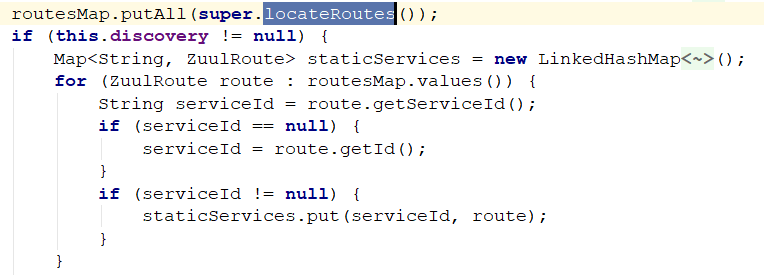 routesMap.putAll(super.locateRoutes());
if (this.discovery != null) {
    Map<String, ZuulRoute> staticServices = new LinkedHashMap<~>();
    for (ZuulRoute route : routesMap.values()) {
        String serviceId = route.getServiceId();
        if (serviceId == null) {
            serviceId = route.getId();
        }
        if (serviceId != null) {
            staticServices.put(serviceId, route);
        }
    }